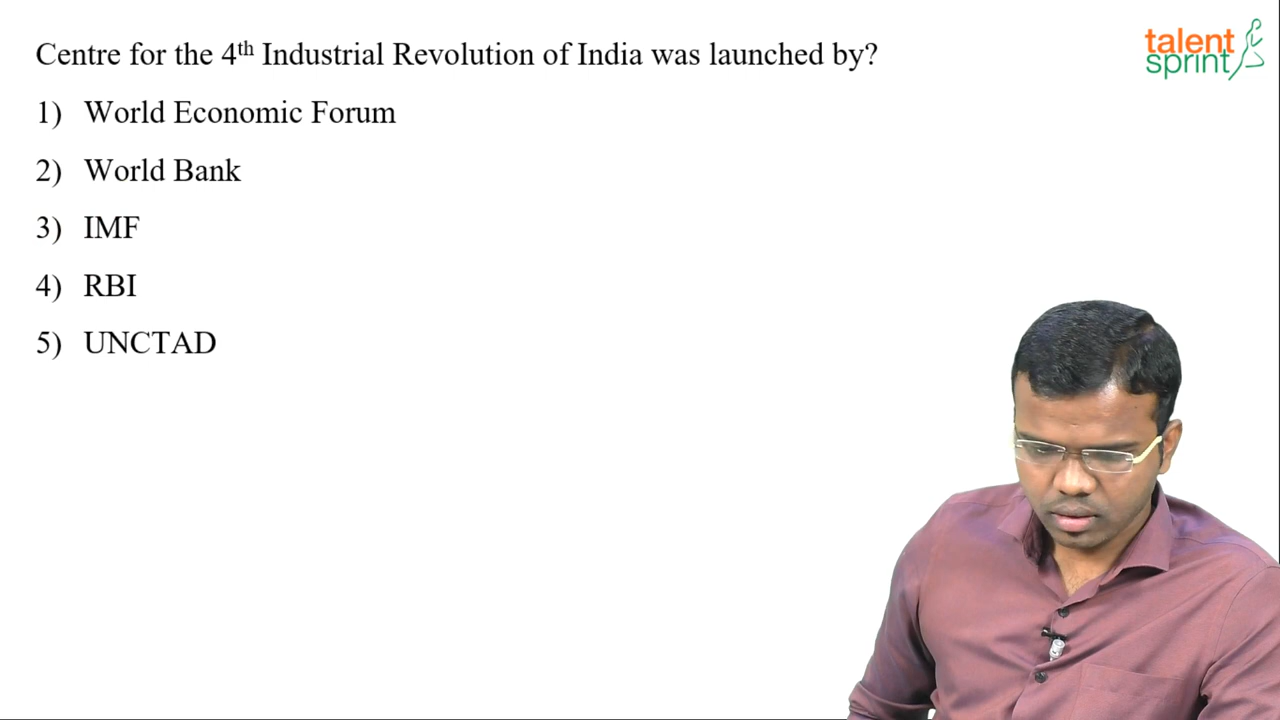 Centre for the 4th Industrial Revolution of India was launched by?
talent
sprint
1) World Economic Forum
2) World Bank
3) IMF
4) RBI
5) UNCTAD